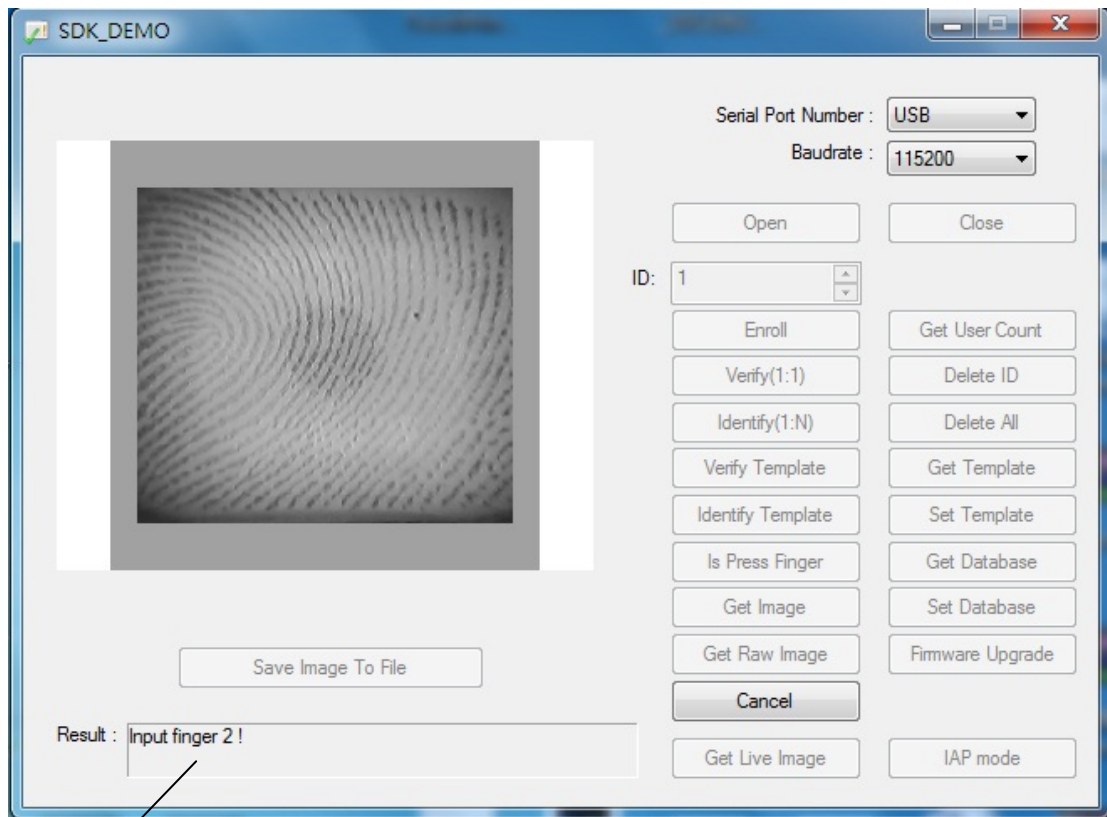 SDK_DEMO
Serial Port Number : USB
Baudrate : 115200
Open Close
ID: 1
Enroll Get User Count
Verify(1:1) Delete ID
Identify(1:N) Delete All
Verify Template Get Template
Identify Template Set Template
Is Press Finger Get Database
Get Image Set Database
Save Image To File
Get Raw Image Firmware Upgrade
Cancel
Result : Input finger 2 !
Get Live Image IAP mode